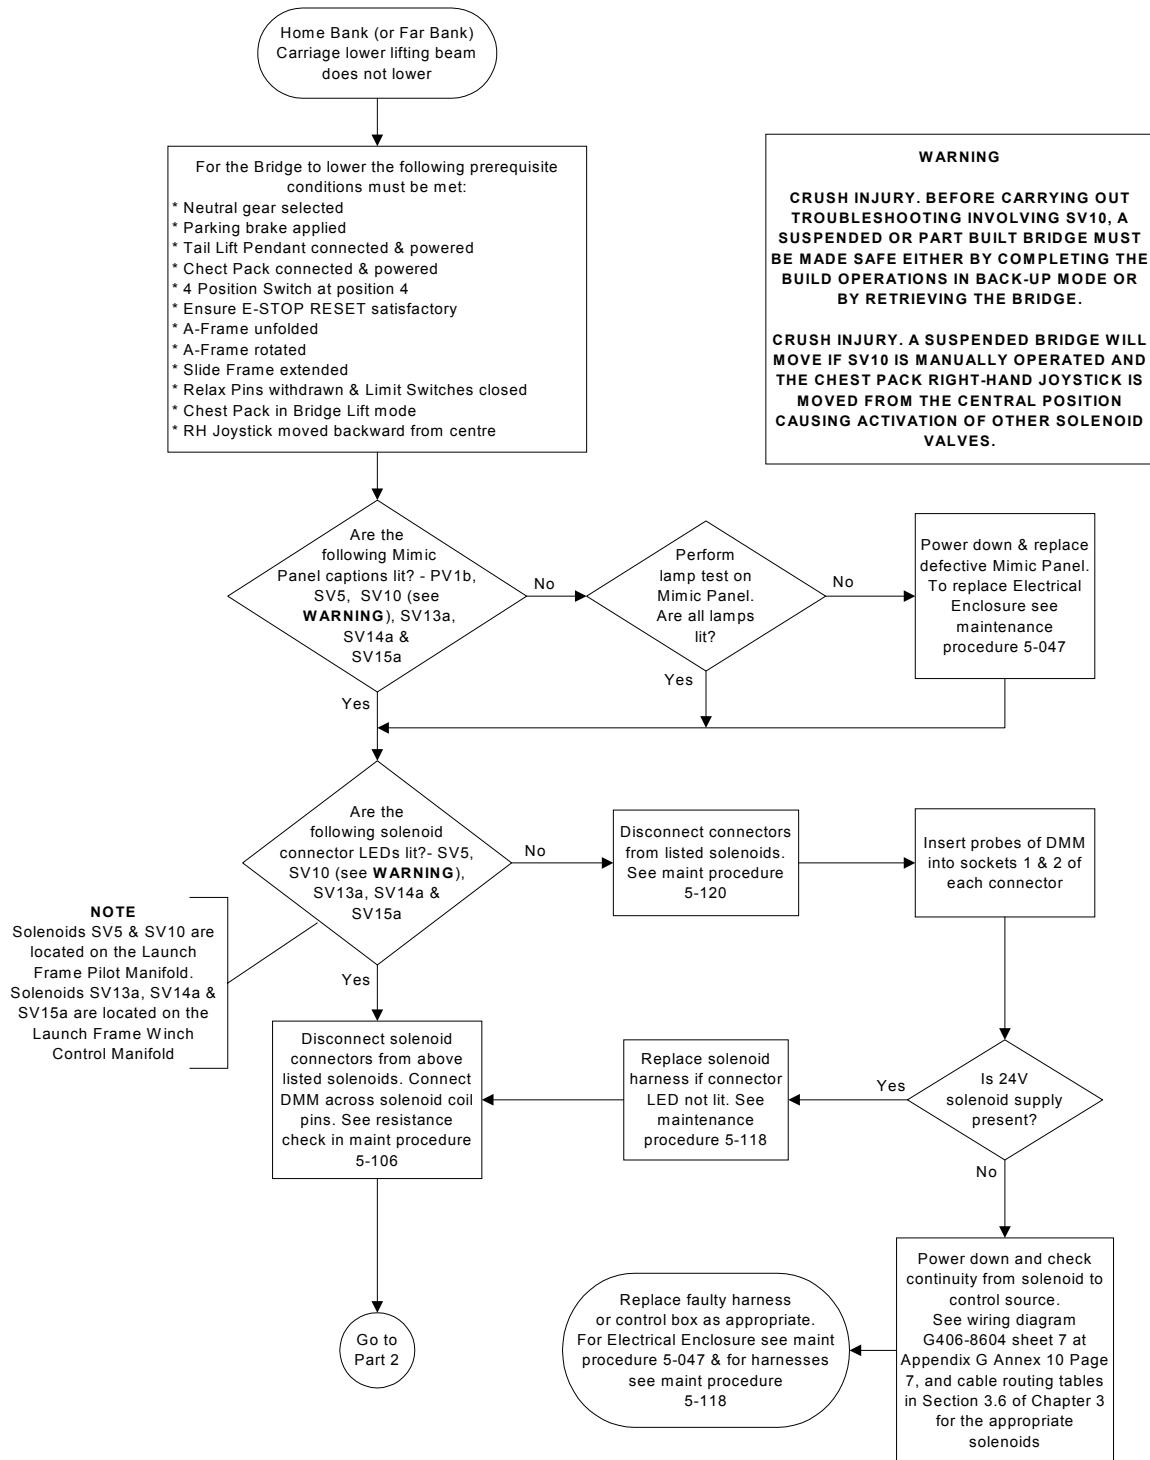 Home Bank (or Far Bank)
Carriage lower lifting beam
does not lower
For the Bridge to lower the following prerequisite
conditions must be met:
* Neutral gear selected
* Parking brake applied
* Tail Lift Pendant connected & powered
* Chect Pack connected & powered
* 4 Position Switch at position 4
* Ensure E-STOP RESET satisfactory
* A-Frame unfolded
* A-Frame rotated
* Slide Frame extended
* Relax Pins withdrawn & Limit Switches closed
* Chest Pack in Bridge Lift mode
* RH Joystick moved backward from centre
WARNING
CRUSH INJURY. BEFORE CARRYING OUT
TROUBLESHOOTING INVOLVING SV10, A
SUSPENDED OR PART BUILT BRIDGE MUST
BE MADE SAFE EITHER BY COMPLETING THE
BUILD OPERATIONS IN BACK-UP MODE OR
BY RETRIEVING THE BRIDGE.
CRUSH INJURY. A SUSPENDED BRIDGE WILL
MOVE IF SV10 IS MANUALLY OPERATED AND
THE CHEST PACK RIGHT-HAND JOYSTICK IS
MOVED FROM THE CENTRAL POSITION
CAUSING ACTIVATION OF OTHER SOLENOID
VALVES.
Are the
following Mimic
Panel captions lit? - PV1b,
SV5, SV10 (see
WARNING), SV13a,
SV14a &
SV15a
No
Yes
Perform
lamp test on
Mimic Panel.
Are all lamps
lit?
No
Yes
Power down & replace
defective Mimic Panel.
To replace Electrical
Enclosure see
maintenance
procedure 5-047
Are the
following solenoid
connector LEDs lit?- SV5,
SV10 (see WARNING),
SV13a, SV14a &
SV15a
No
Yes
Disconnect connectors
from listed solenoids.
See maint procedure
5-120
Insert probes of DMM
into sockets 1 & 2 of
each connector
NOTE
Solenoids SV5 & SV10 are
located on the Launch
Frame Pilot Manifold.
Solenoids SV13a, SV14a &
SV15a are located on the
Launch Frame Winch
Control Manifold
Disconnect solenoid
connectors from above
listed solenoids. Connect
DMM across solenoid coil
pins. See resistance
check in maint procedure
5-106
Replace solenoid
harness if connector
LED not lit. See
maintenance
procedure 5-118
Yes
Is 24V
solenoid supply
present?
No
Go to
Part 2
Replace faulty harness
or control box as appropriate.
For Electrical Enclosure see maint
procedure 5-047 & for harnesses
see maint procedure
5-118
Power down and check
continuity from solenoid to
control source.
See wiring diagram
G406-8604 sheet 7 at
Appendix G Annex 10 Page
7, and cable routing tables
in Section 3.6 of Chapter 3
for the appropriate
solenoids